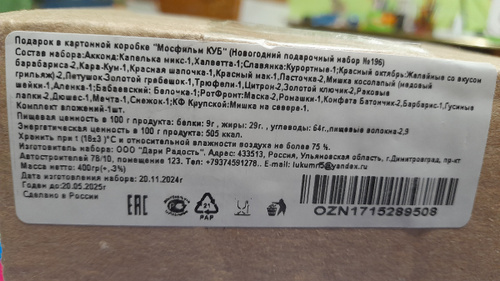 Подарок в картонной коробке "Мосфильм КУБ" (Новогодний подарочный набор №196)
Состав набора:Акконд:Капелька микс-1,Халветта-1;Славянка:Курортные-1;Красный октябрь:Желейные со вкусом
барабариса-2,Кара-Кум-1,Красная шапочка-1,Красный мак-1,Ласточка-2,Мишка косолапый (медовый
грильяж)-2,Петушок-Золотой гребешок-1,Трюфели-1,Цитрон-2,Золотой ключик-2,Раковые
шейки-1,Аленка-1;Бабаевский:Белочка-1;РотФронт:Маска-2,Ромашки-1,Конфата Батончик-2,Барбарис-1,Гусиные
лапки-2,Дюшес-1,Мечта-1,Снежок-1;КФ Крупской:Мишка на севере-1.
Комплект вложений-1шт.
Пищевая ценность в 100 г продукта: белки: 9г , жиры: 29г. , углеводы: 64г.,пищевые волокна-2,9
Энергетическая ценность в 100 г продукта: 505 ккал.
Хранить при t (18±3 )°C и относительной влажности воздуха не более 75 %.
Изготовитель набора: ООО "Дари Радость". Адрес: 433513, Россия, Ульяновская область, г.Димитровград, пр-кт
Автостроителей 78/10, помещение 123. Тел: +79374591278.. E-mail: lukumr5@yandex.ru
Масса: 400гр(+,-3%)
Дата изготовления набора: 20.11.2024г
Годен до:20.05.2025г
Сделано в России
EAC
21
PAP
OZN1715289508